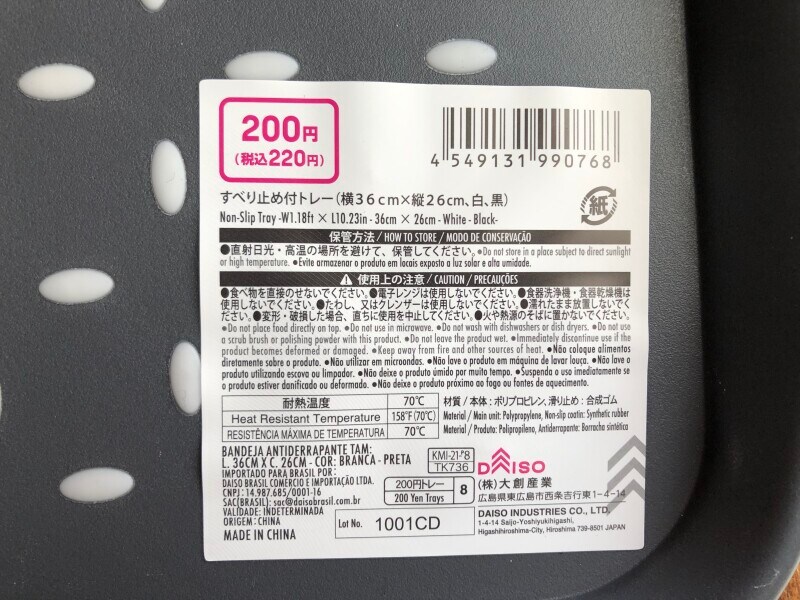 200円
(税込220円)
4 549131 990768
すべり止め付トレー(横36cm×縦26cm、白、黒)
Non-Slip Tray -W1.18ft × L10.23in - 36cm × 26cm - White - Black-
紙
保管方法 / HOW TO STORE / MODO DE CONSERVAÇÃO
●直射日光・高温の場所を避けて、保管してください。●Do not store in a place subject to direct sunlight
or high temperature. ●Evite armazenar o produto em locais exposto a luz solar e alta umidade.
使用上の注意 / CAUTION / PRECAUÇÕES
●食べ物を直接のせないでください。●電子レンジは使用しないでください。●食器洗浄機・食器乾燥機は
使用しないでください。●たわし、又はクレンザーは使用しないでください。●濡れたまま放置しないでくだ
さい。●変形・破損した場合、直ちに使用を中止してください。●火や熱源のそばに置かないでください。
●Do not place food directly on top. ●Do not use in microwave. ●Do not wash with dishwashers or dish dryers. ●Do not use
a scrub brush or polishing powder with this product. ●Do not leave the product wet. ●Immediately discontinue use if the
product becomes deformed or damaged. ●Keep away from fire and other sources of heat. ●Não coloque alimentos
diretamente sobre o produto. ●Não utilizar em microondas. ●Não lave o produto em máquina de lavar louça. ●Não lave o
produto utilizando escova ou limpador. ●Não deixe o produto úmido por muito tempo. ●Suspenda o uso imediatamente se
o produto estiver danificado ou deformado. ●Não deixe o produto próximo ao fogo ou fontes de aquecimento.
耐熱温度 70℃
Heat Resistant Temperature 158°F(70℃)
RESISTÊNCIA MÁXIMA DE TEMPERATURA 70℃
材質/本体:ポリプロピレン、滑り止め:合成ゴム
Material / Main unit: Polypropylene, Non-slip coatin: Synthetic rubber
Material / Produto: Polipropileno, Antiderrapante: Borracha sintética
BANDEJA ANTIDERRAPANTE TAM:
L. 36CM X C. 26CM - COR: BRANCA - PRETA
IMPORTADO PARA BRASIL POR:
DAISO BRASIL COMERCIO E IMPORTAÇÃO LTDA.
CNPJ: 14.987.685/0001-16
SAC(BRASIL): sac@daisobrasil.com.br
VALIDADE: INDETERMINADA
ORIGEM: CHINA
MADE IN CHINA
TK736
200円トレー
200 Yen Trays
8
Lot No. 1001CD
DAISO
(株)大創産業
広島県東広島市西条吉行東1-4-14
DAISO INDUSTRIES CO., LTD.
1-4-14 Saijo-Yoshiyukihigashi,
Higashihiroshima-City, Hiroshima 739-8501 JAPAN